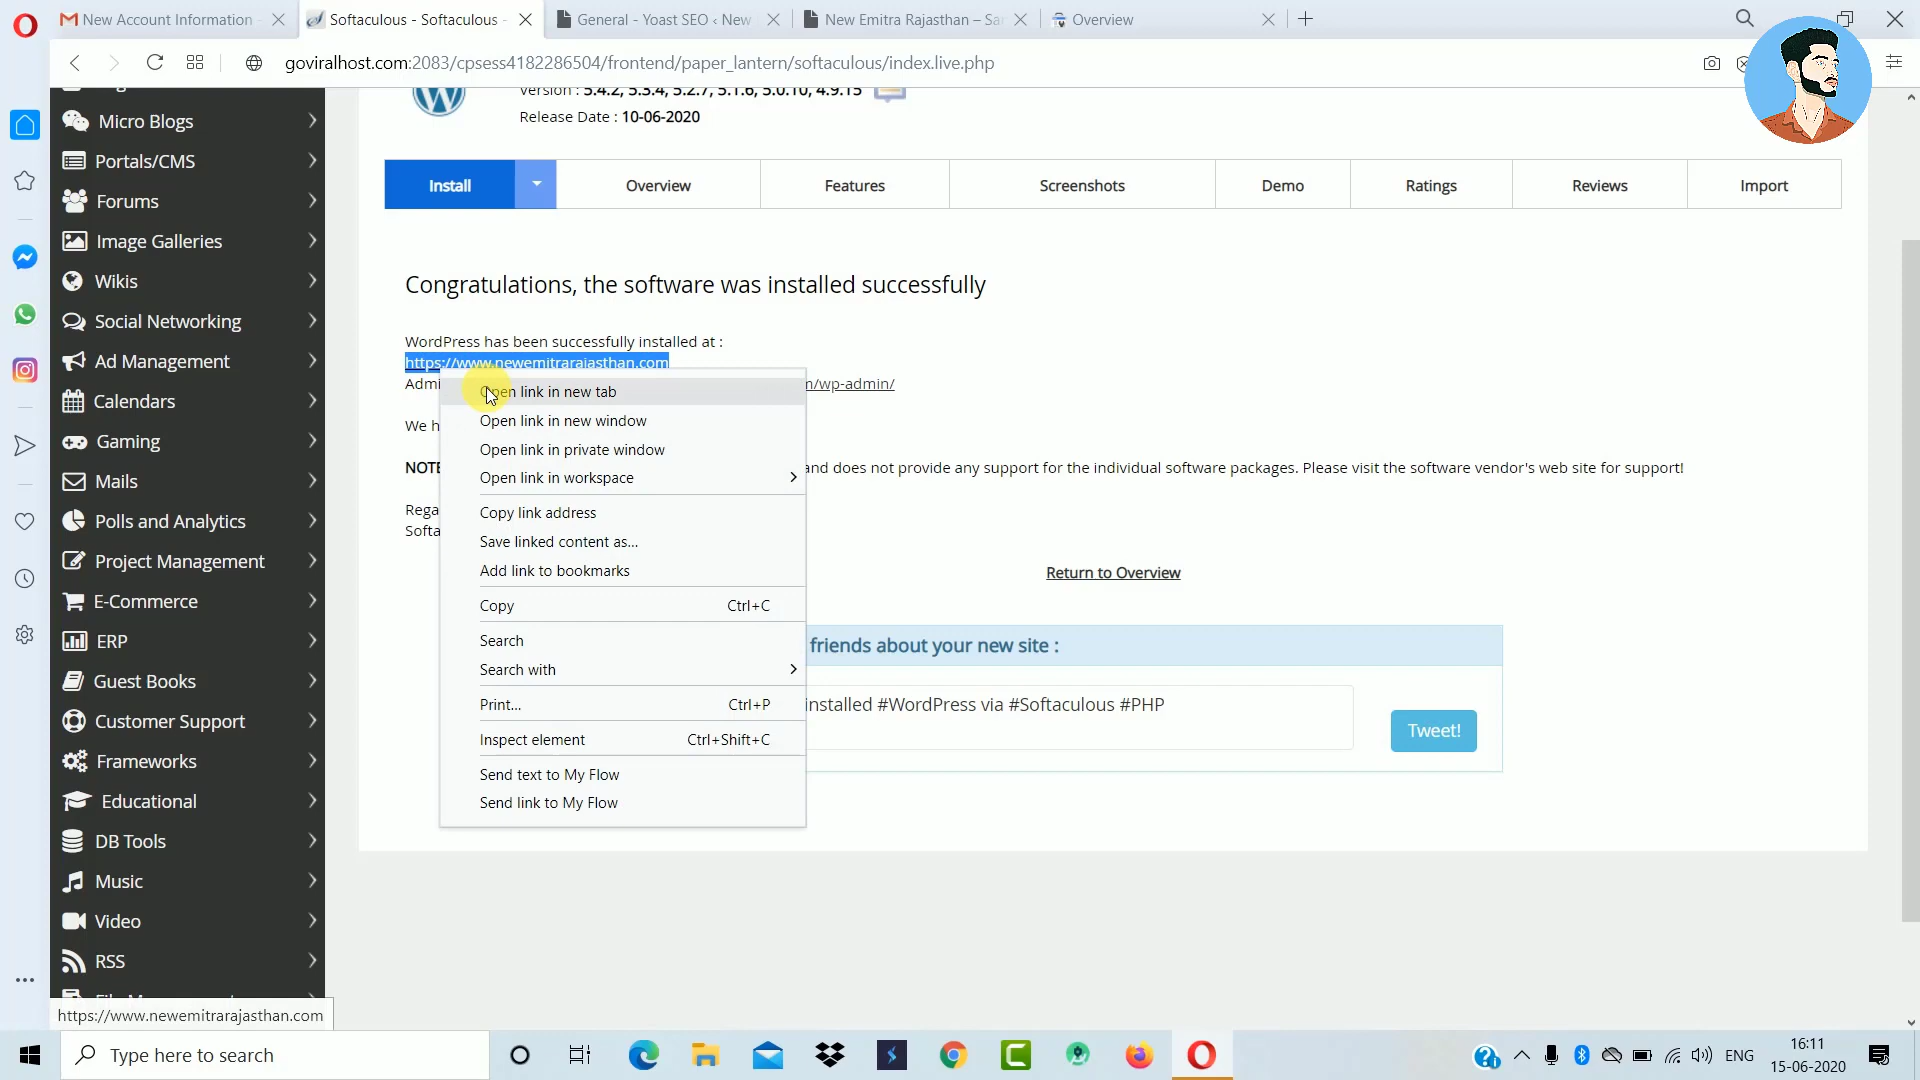 New Account Information
Softaculous - Softaculous -
General - Yoast SEO ‹ New
New Emitra Rajasthan – Sar
Overview
goviralhost.com:2083/cpsess4182286504/frontend/paper_lantern/softaculous/index.live.php
Version : 5.4.2, 5.3.4, 5.2.7, 5.1.6, 5.0.10, 4.9.15
Release Date : 10-06-2020
Install
Overview
Features
Screenshots
Demo
Ratings
Reviews
Import
Micro Blogs
Portals/CMS
Forums
Image Galleries
Wikis
Social Networking
Ad Management
Calendars
Gaming
Mails
Polls and Analytics
Project Management
E-Commerce
ERP
Guest Books
Customer Support
Frameworks
Educational
DB Tools
Music
Video
RSS
Congratulations, the software was installed successfully
WordPress has been successfully installed at :
https://www.newemitrarajasthan.com
Admi
n/wp-admin/
We h
NOTE
and does not provide any support for the individual software packages. Please visit the software vendor's web site for support!
Rega
Softa
Open link in new tab
Open link in new window
Open link in private window
Open link in workspace
Copy link address
Save linked content as...
Add link to bookmarks
Copy Ctrl+C
Search
Search with
Print... Ctrl+P
Inspect element Ctrl+Shift+C
Send text to My Flow
Send link to My Flow
Return to Overview
friends about your new site :
installed #WordPress via #Softaculous #PHP
Tweet!
https://www.newemitrarajasthan.com
Type here to search
ENG
16:11
15-06-2020